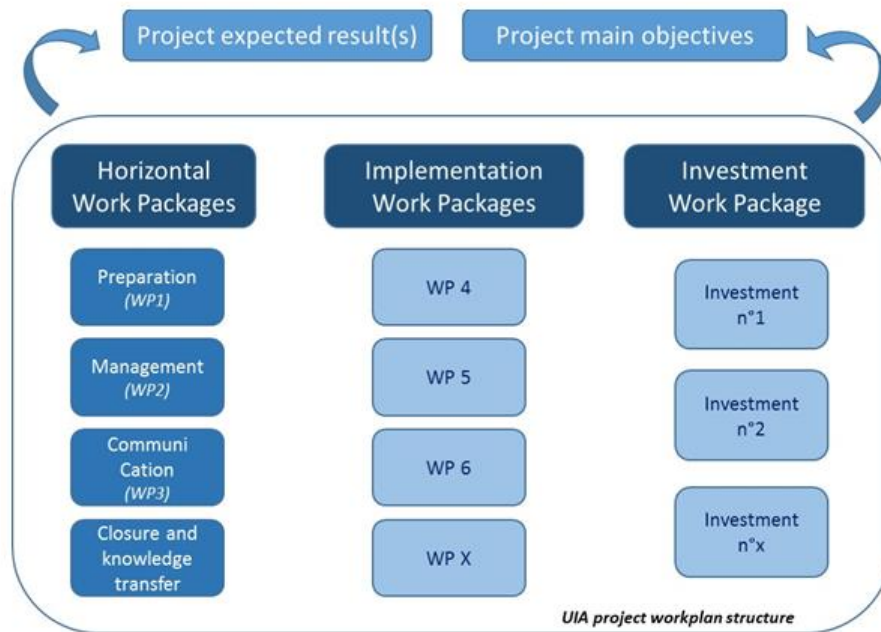 Project expected result(s)
Project main objectives
Horizontal
Work Packages
Implementation
Work Packages
Investment
Work Package
Preparation
(WP1)
Management
(WP2)
Communi
Cation
(WP3)
Closure and
knowledge
transfer
WP 4
WP 5
WP 6
WP X
Investment
n°1
Investment
n°2
Investment
n°x
UIA project workplan structure